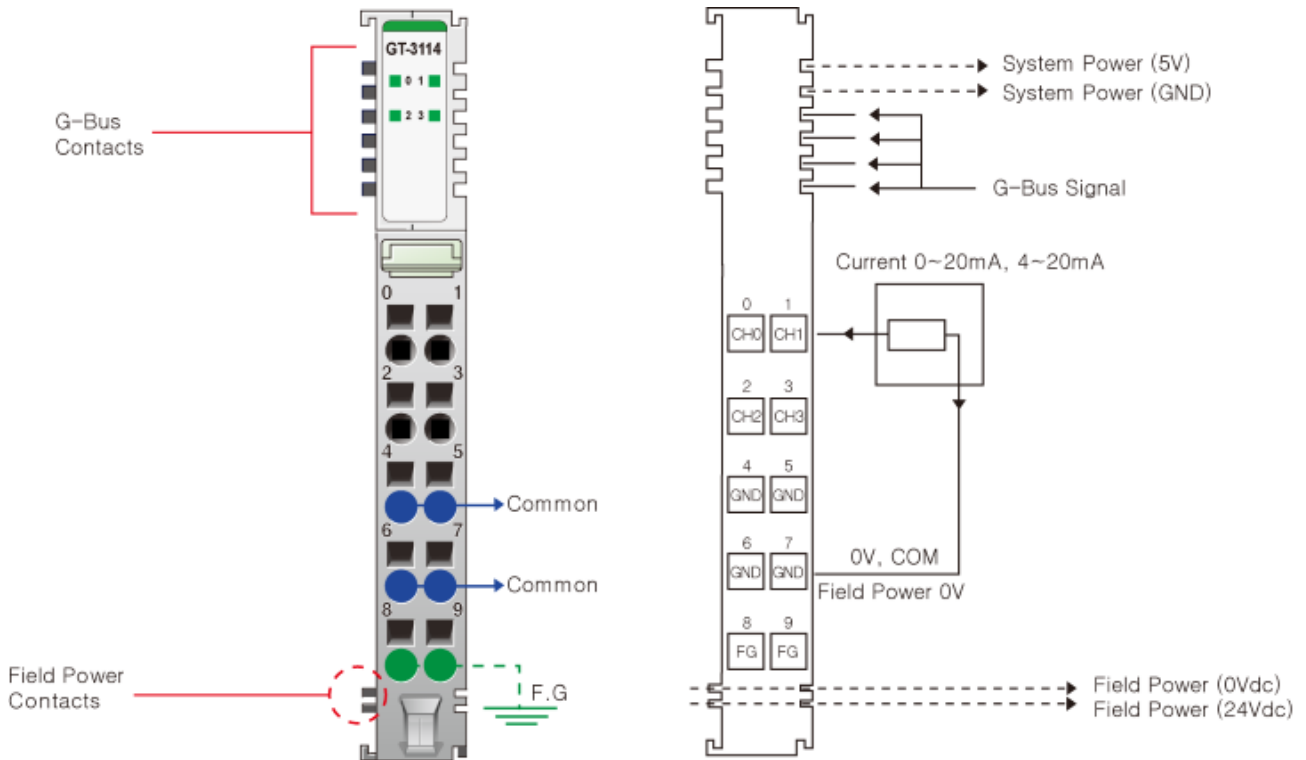 GT-3114
0 1
2 3
G-Bus
Contacts
0 1
2 3
4 5
Common
6 7
Common
8 9
Field Power
Contacts
F.G
System Power (5V)
System Power (GND)
G-Bus Signal
Current 0~20mA, 4~20mA
0 1
CH0 CH1
2 3
CH2 CH3
4 5
GND GND
6 7
GND GND
0V, COM
Field Power 0V
8 9
FG FG
Field Power (0Vdc)
Field Power (24Vdc)